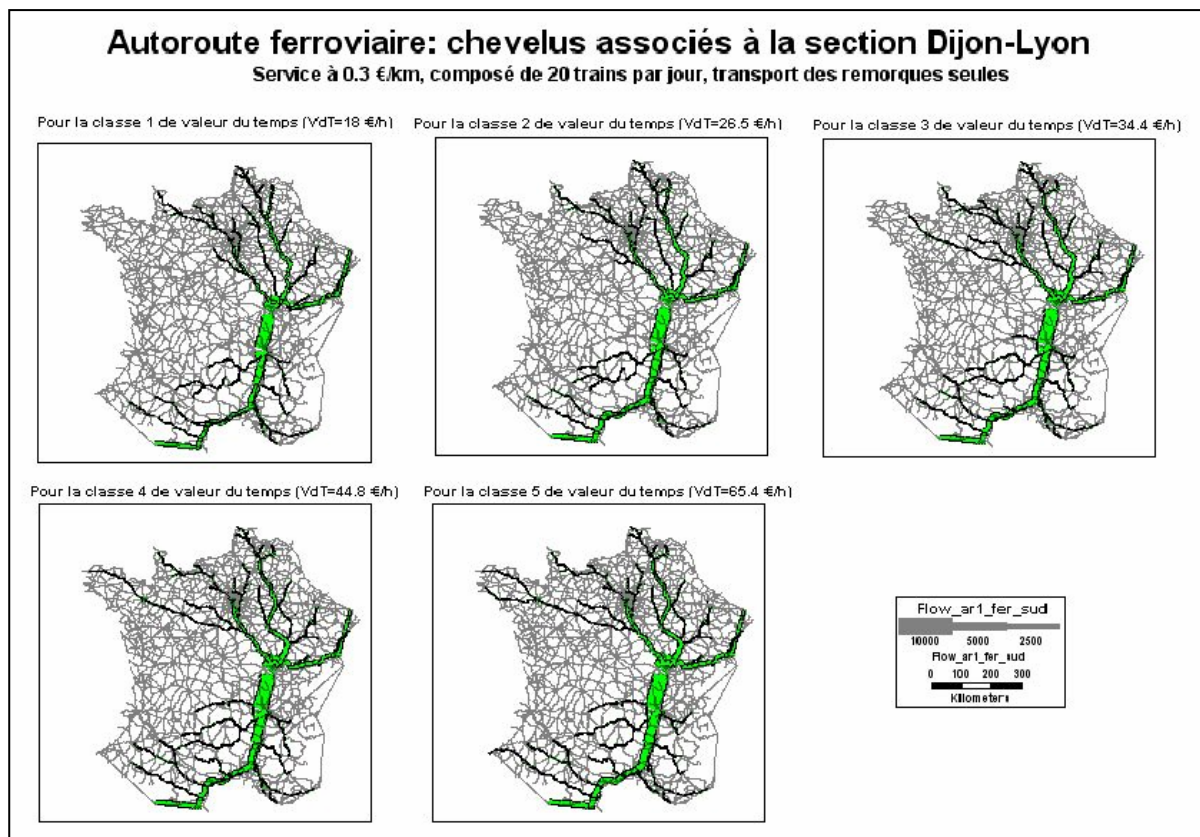 Autoroute ferroviaire: chevelus associés à la section Dijon-Lyon
Service à 0.3 €/km, composé de 20 trains par jour, transport des remorques seules
Pour la classe 1 de valeur du temps (VdT=18 €/h)
Pour la classe 2 de valeur du temps (VdT=26.5 €/h)
Pour la classe 3 de valeur du temps (VdT=34.4 €/h)
Pour la classe 4 de valeur du temps (VdT=44.8 €/h)
Pour la classe 5 de valeur du temps (VdT=65.4 €/h)
Flow_ar1_fer_sud
10000 5000 2500
Flow_ar1_fer_sud
0 100 200 300
Kilometers